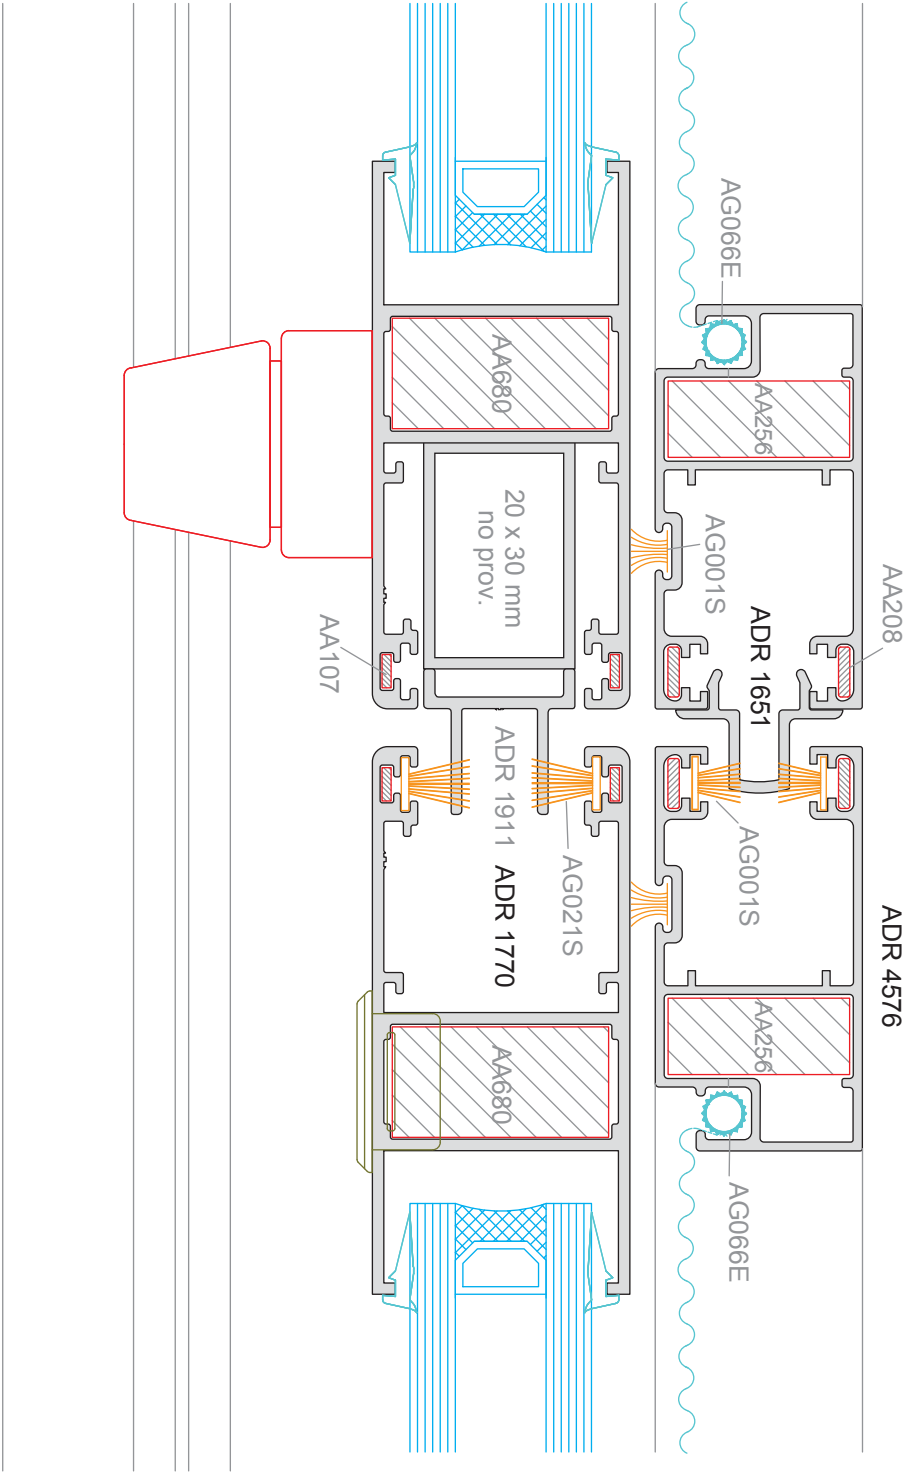 AG066E
AA680
AA256
20 x 30 mm
no prov.
AG001S
AA208
ADR 1651
AA107
ADR 1911
ADR 1770
AG021S
AG001S
ADR 4576
AA680
AA256
AG066E